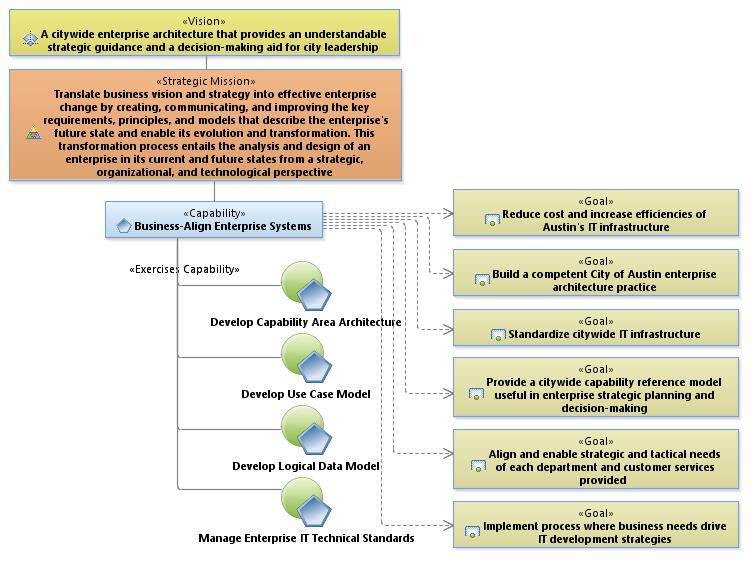 «Vision»
A citywide enterprise architecture that provides an understandable
strategic guidance and a decision-making aid for city leadership
«Strategic Mission»
Translate business vision and strategy into effective enterprise
change by creating, communicating, and improving the key
requirements, principles, and models that describe the enterprise's
future state and enable its evolution and transformation. This
transformation process entails the analysis and design of an
enterprise in its current and future states from a strategic,
organizational, and technological perspective
«Capability»
Business-Align Enterprise Systems
«Exercises Capability»
Develop Capability Area Architecture
Develop Use Case Model
Develop Logical Data Model
Manage Enterprise IT Technical Standards
«Goal»
Reduce cost and increase efficiencies of
Austin's IT infrastructure
«Goal»
Build a competent City of Austin enterprise
architecture practice
«Goal»
Standardize citywide IT infrastructure
«Goal»
Provide a citywide capability reference model
useful in enterprise strategic planning and
decision-making
«Goal»
Align and enable strategic and tactical needs
of each department and customer services
provided
«Goal»
Implement process where business needs drive
IT development strategies